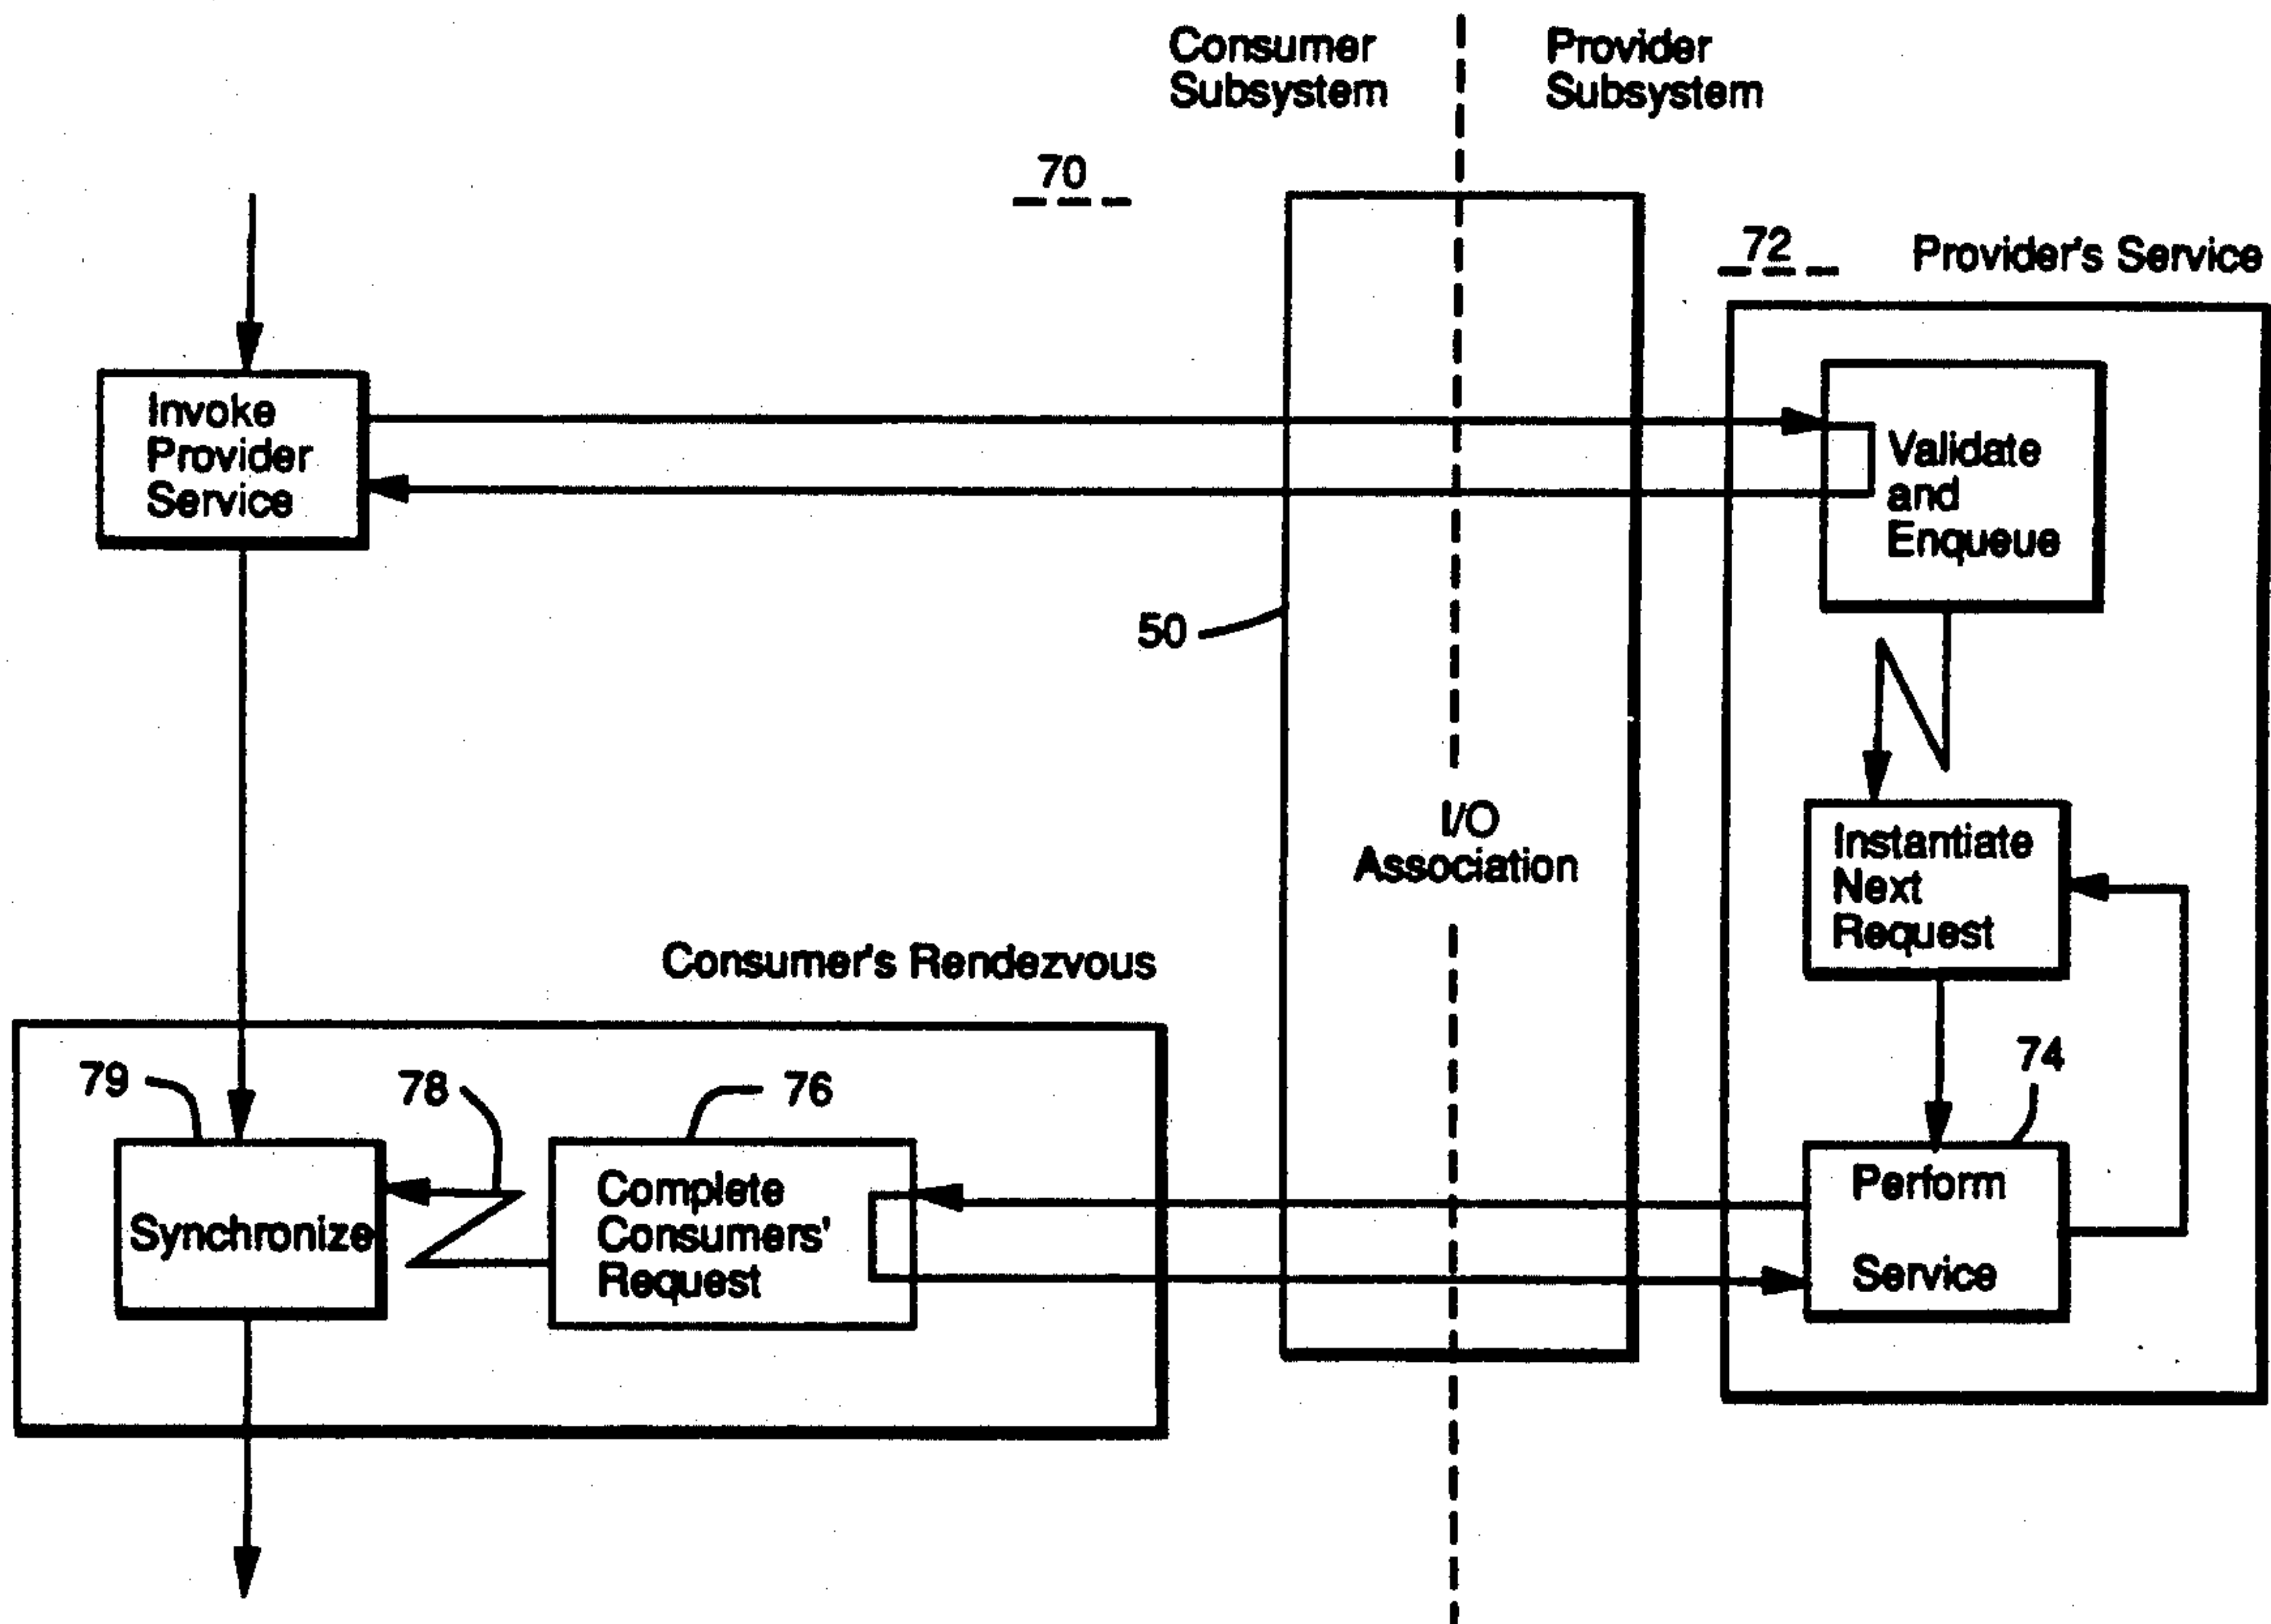 Consumer
Subsystem
Provider
Subsystem
70
72
Provider's Service
Invoke
Provider
Service
Validate
and
Enqueue
50
I/O
Association
Instantiate
Next
Request
Consumer's Rendezvous
79
78
76
74
Synchronize
Complete
Consumers'
Request
Perform
Service